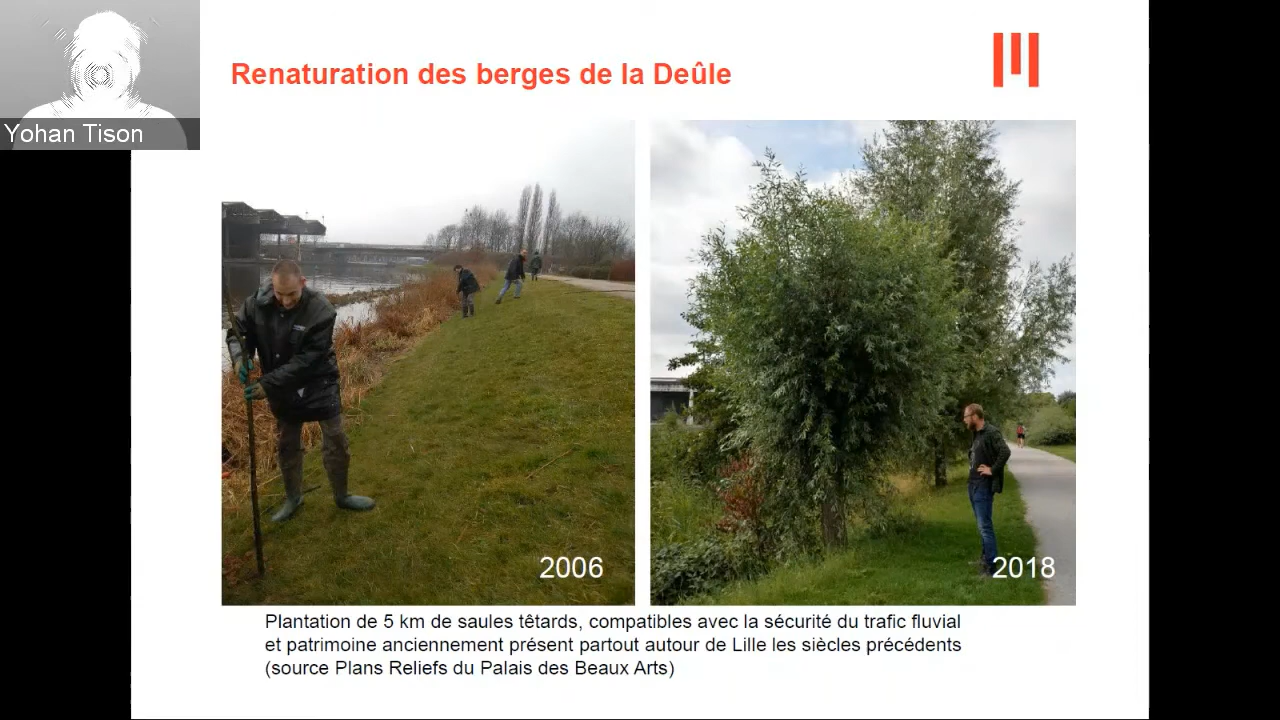 Yohan Tison
Renaturation des berges de la Deûle
2006
2018
Plantation de 5 km de saules têtards, compatibles avec la sécurité du trafic fluvial
et patrimoine anciennement présent partout autour de Lille les siècles précédents
(source Plans Reliefs du Palais des Beaux Arts)